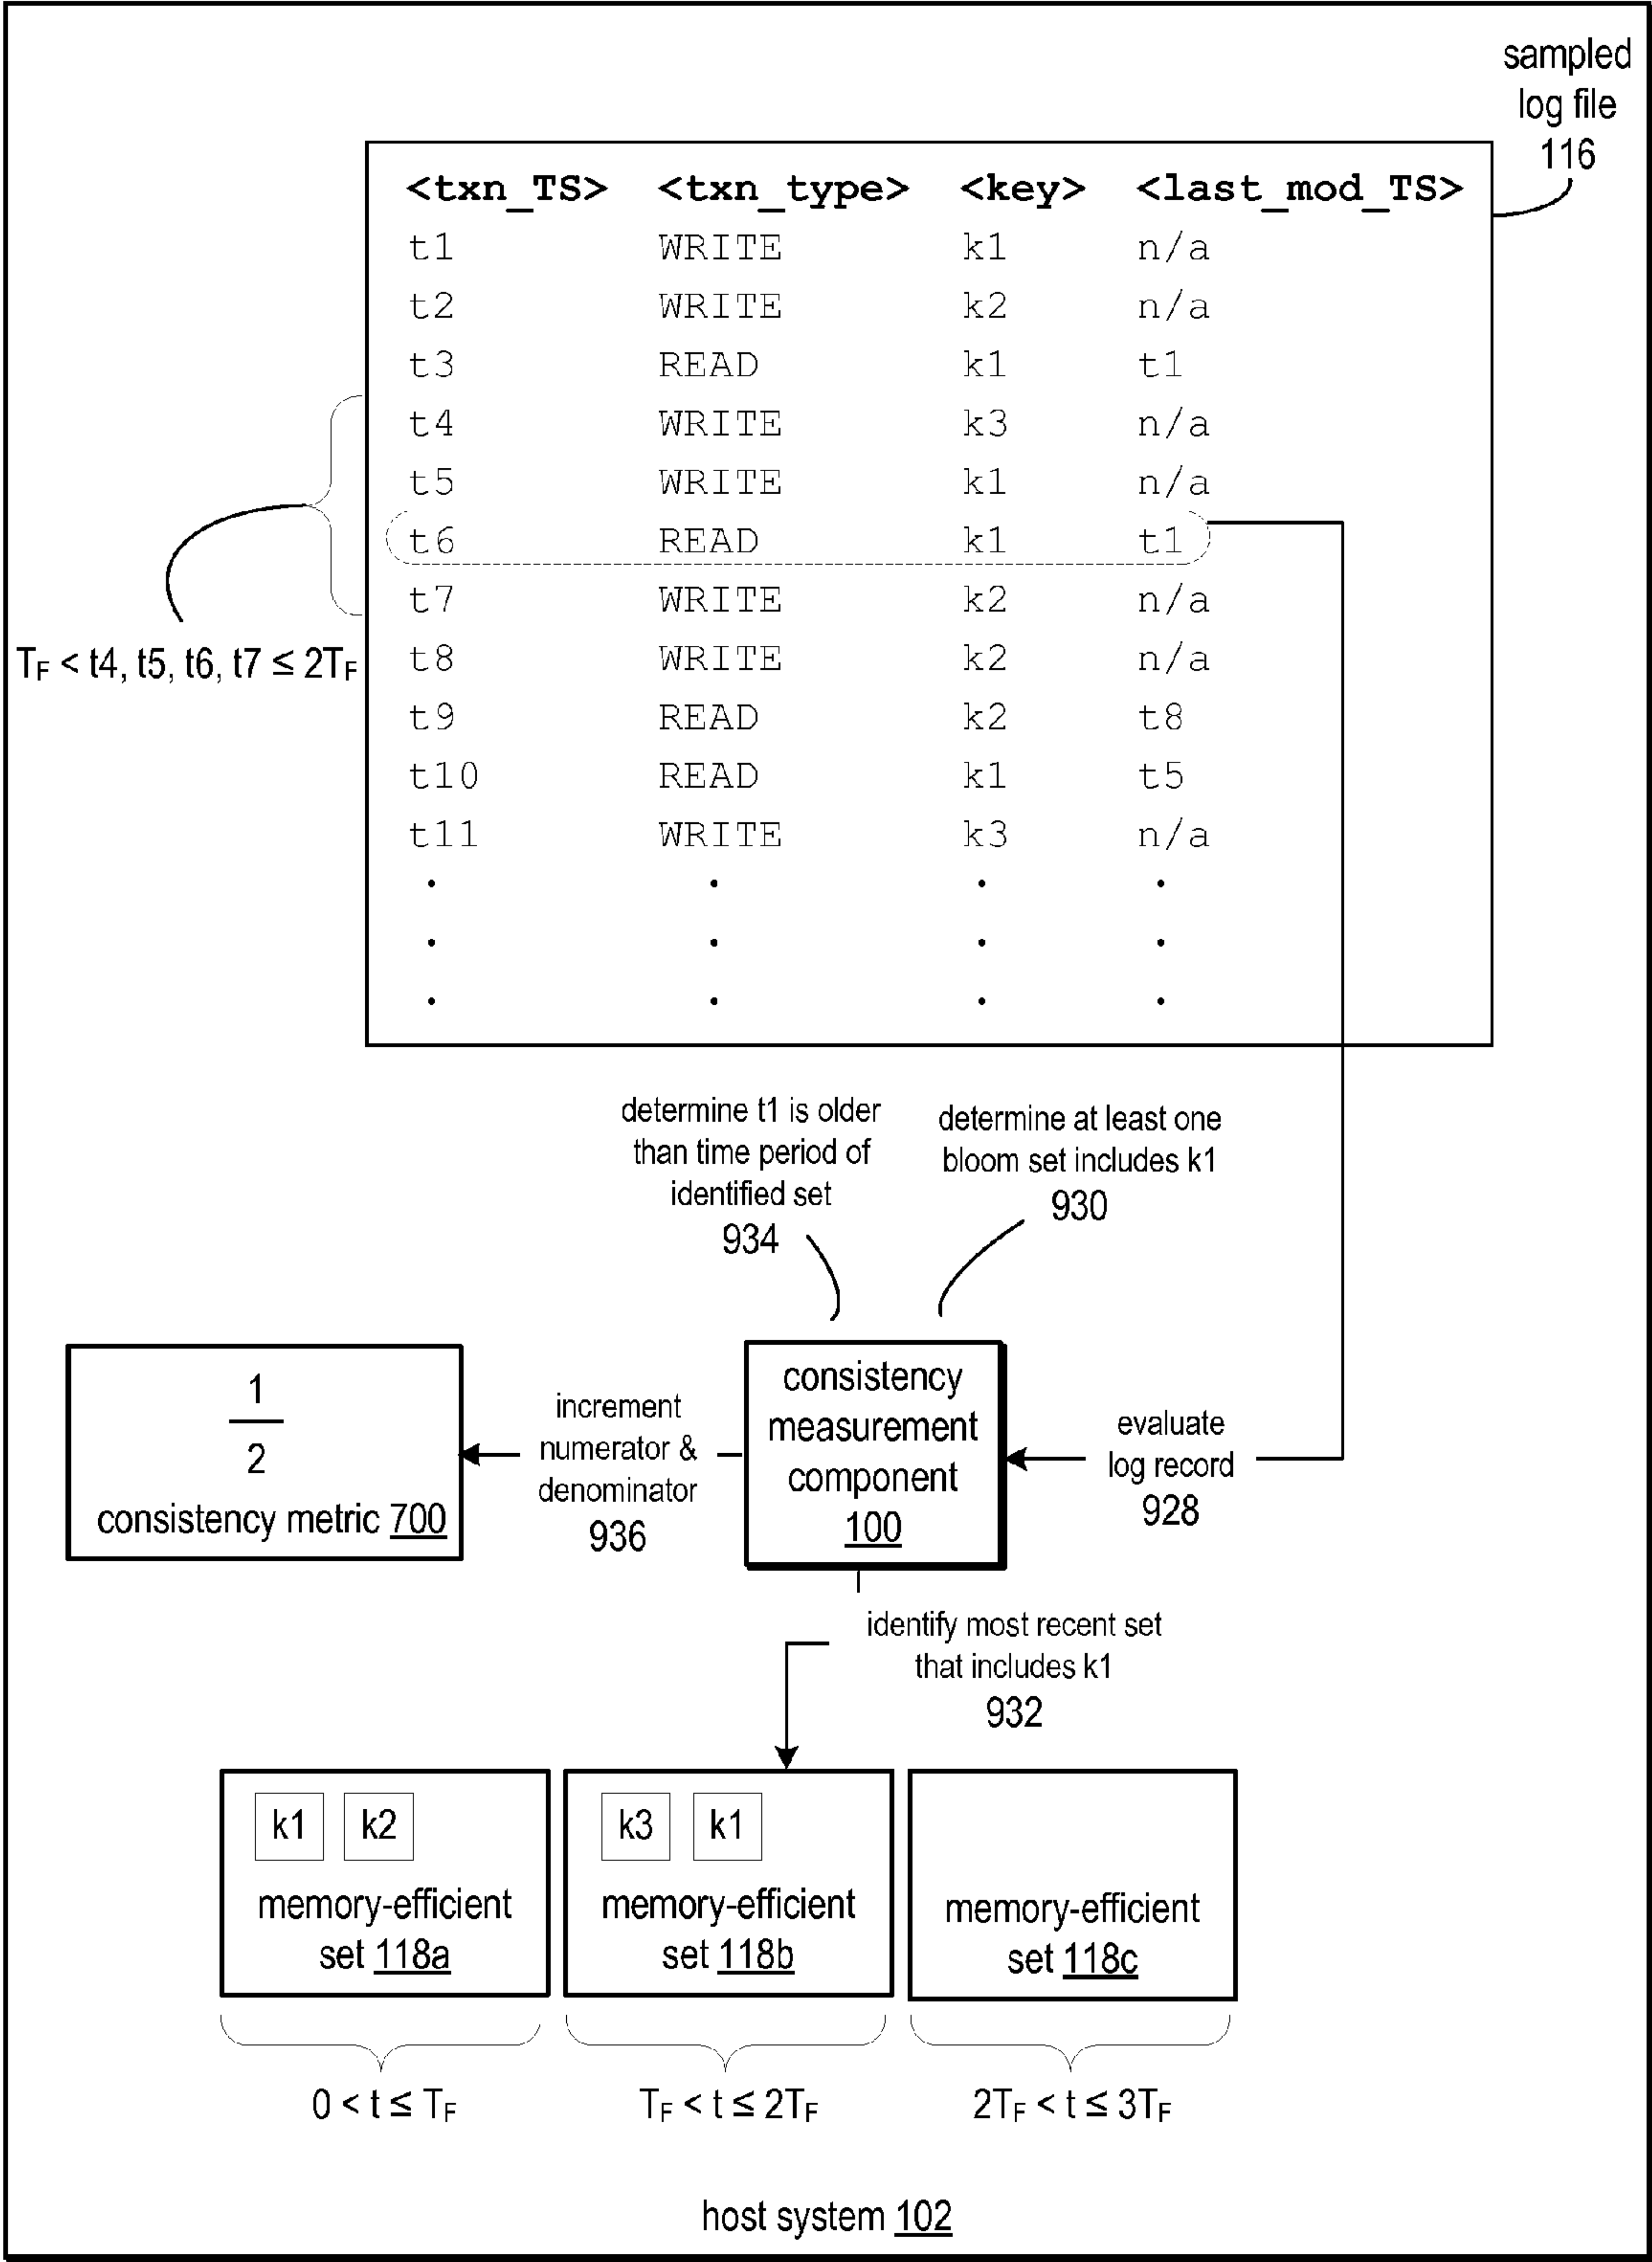 sampled
log file
116
<txn_TS> <txn_type> <key> <last_mod_TS>
t1 WRITE k1 n/a
t2 WRITE k2 n/a
t3 READ k1 t1
t4 WRITE k3 n/a
t5 WRITE k1 n/a
t6 READ k1 t1
t7 WRITE k2 n/a
t8 WRITE k2 n/a
t9 READ k2 t8
t10 READ k1 t5
t11 WRITE k3 n/a
. . . .
. . . .
. . . .
TF < t4, t5, t6, t7 ≤ 2TF
determine t1 is older
than time period of
identified set
934
determine at least one
bloom set includes k1
930
1
2
consistency metric 700
increment
numerator &
denominator
936
consistency
measurement
component
100
evaluate
log record
928
identify most recent set
that includes k1
932
k1 k2
memory-efficient
set 118a
k3 k1
memory-efficient
set 118b
memory-efficient
set 118c
0 < t ≤ TF
TF < t ≤ 2TF
2TF < t ≤ 3TF
host system 102